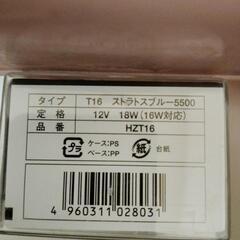 タイプ T16 ストラトスブルー5500
定格 12V 18W(16W対応)
品番 HZT16
プラ ケース:PS
ベース:PP
紙 台紙
4 960311 028031